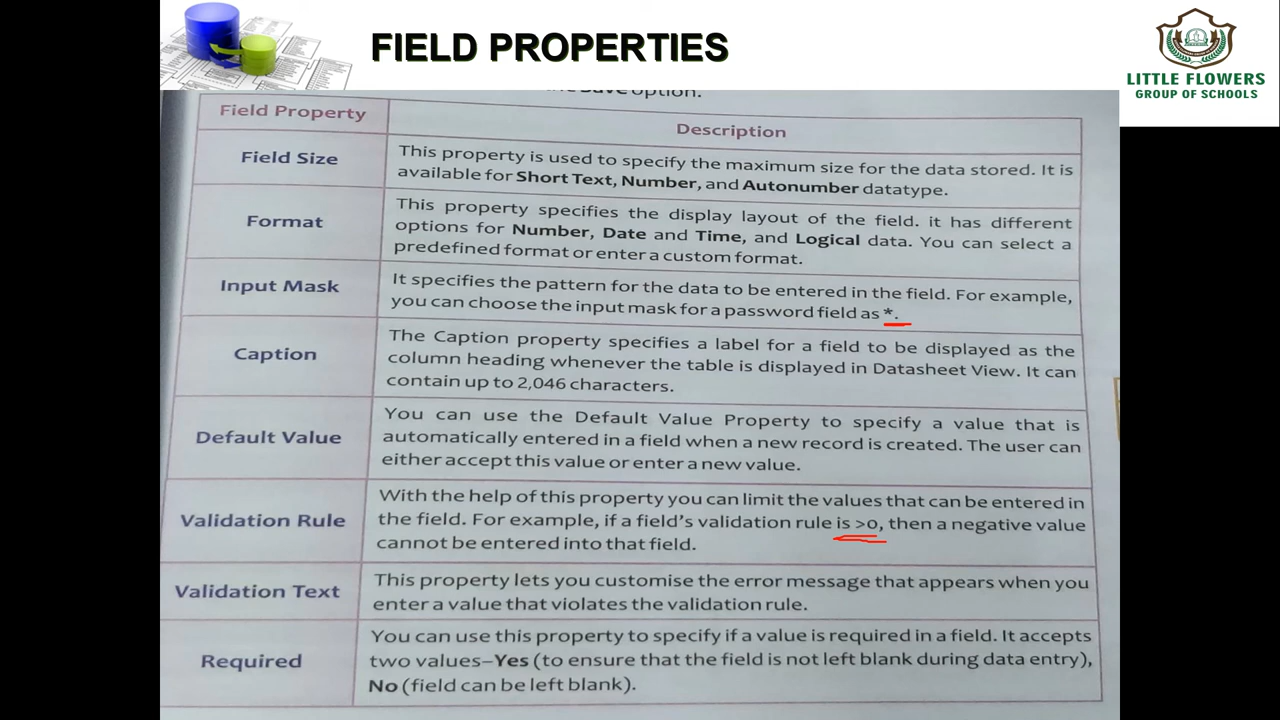 FIELD PROPERTIES
LITTLE FLOWERS
GROUP OF SCHOOLS
Save option.
Field Property
Description
Field Size
This property is used to specify the maximum size for the data stored. It is
available for Short Text, Number, and Autonumber datatype.
Format
This property specifies the display layout of the field. it has different
options for Number, Date and Time, and Logical data. You can select a
predefined format or enter a custom format.
Input Mask
It specifies the pattern for the data to be entered in the field. For example,
you can choose the input mask for a password field as *.
Caption
The Caption property specifies a label for a field to be displayed as the
column heading whenever the table is displayed in Datasheet View. It can
contain up to 2,046 characters.
Default Value
You can use the Default Value Property to specify a value that is
automatically entered in a field when a new record is created. The user can
either accept this value or enter a new value.
Validation Rule
With the help of this property you can limit the values that can be entered in
the field. For example, if a field's validation rule is >0, then a negative value
cannot be entered into that field.
Validation Text
This property lets you customise the error message that appears when you
enter a value that violates the validation rule.
Required
You can use this property to specify if a value is required in a field. It accepts
two values–Yes (to ensure that the field is not left blank during data entry),
No (field can be left blank).